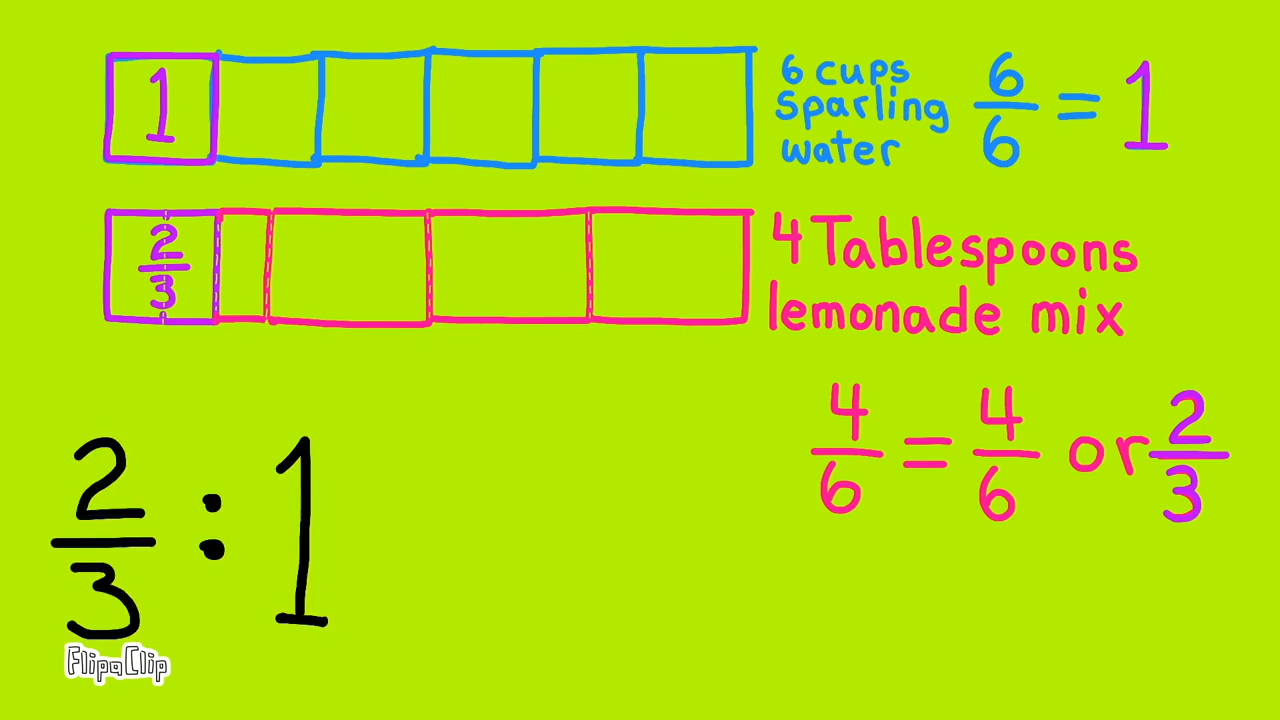 1
6 cups
sparling
water
6/6 = 1
2/3
4 Tablespoons
lemonade mix
4/6 = 4/6 or 2/3
2/3 : 1
FlipaClip